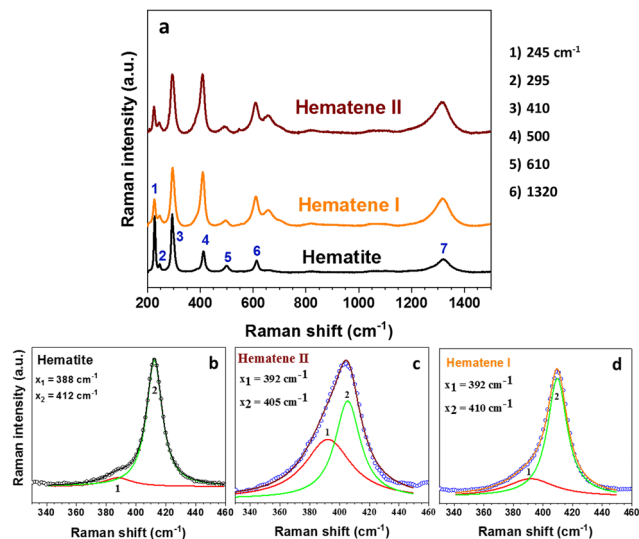 a
Raman intensity (a.u.)
Hematene II
Hematene I
Hematite
1
2
3
4
5
6
7
200 400 600 800 1000 1200 1400
Raman shift (cm⁻¹)
1) 245 cm⁻¹
2) 295
3) 410
4) 500
5) 610
6) 1320
Raman intensity (a.u.)
Hematite
b
x₁ = 388 cm⁻¹
x₂ = 412 cm⁻¹
2
1
330 360 390 420 450
Raman shift (cm⁻¹)
Hematene II
c
x₁ = 392 cm⁻¹
x₂ = 405 cm⁻¹
1
2
340 360 380 400 420 440 460
Raman shift (cm⁻¹)
Hematene I
d
x₁ = 392 cm⁻¹
x₂ = 410 cm⁻¹
2
1
340 360 380 400 420 440 460
Raman shift (cm⁻¹)